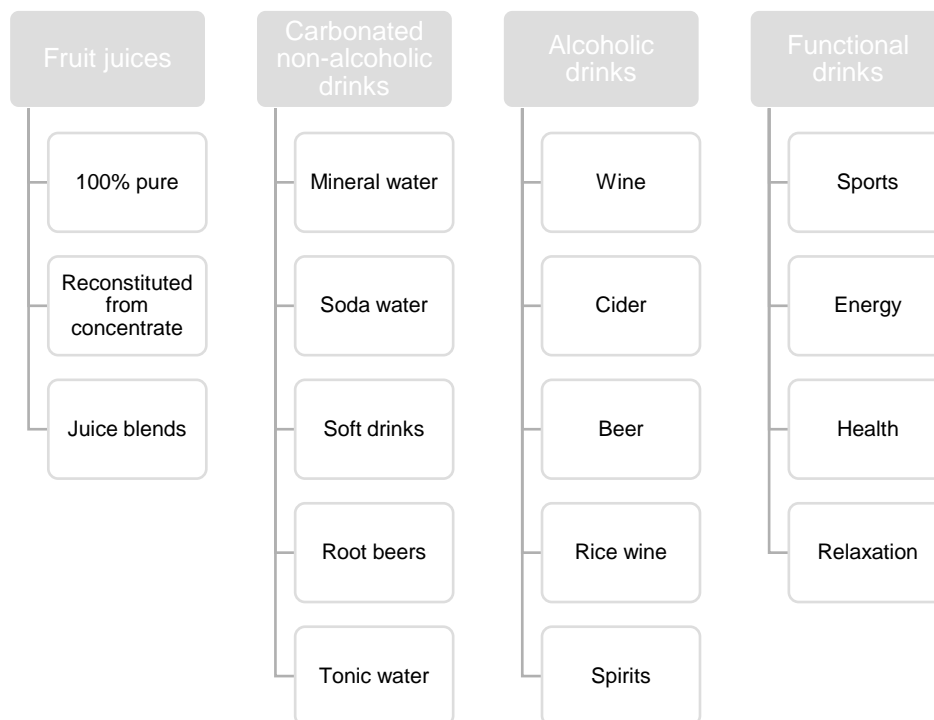 Fruit juices
100% pure
Reconstituted
from
concentrate
Juice blends
Carbonated
non-alcoholic
drinks
Mineral water
Soda water
Soft drinks
Root beers
Tonic water
Alcoholic
drinks
Wine
Cider
Beer
Rice wine
Spirits
Functional
drinks
Sports
Energy
Health
Relaxation